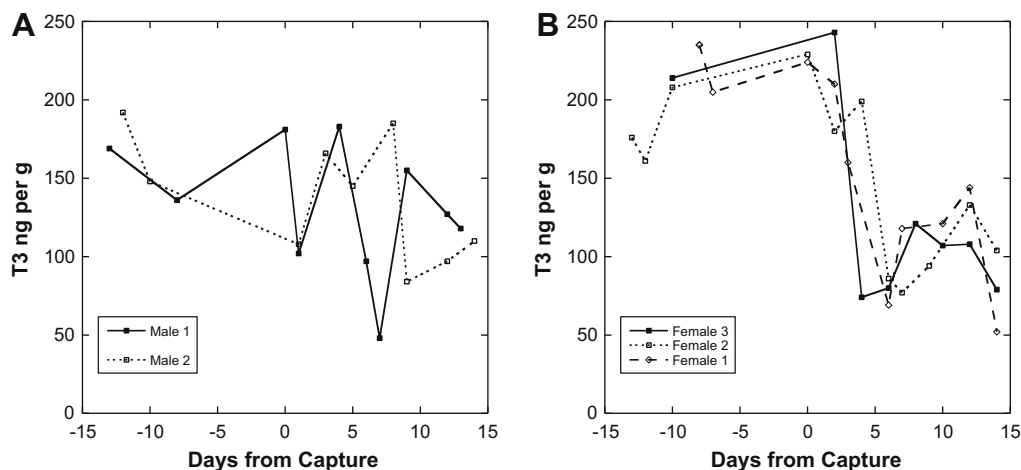 A
250
200
150
100
50
0
T3 ng per g
-15 -10 -5 0 5 10 15
Days from Capture
Male 1
Male 2
B
250
200
150
100
50
0
T3 ng per g
-15 -10 -5 0 5 10 15
Days from Capture
Female 3
Female 2
Female 1